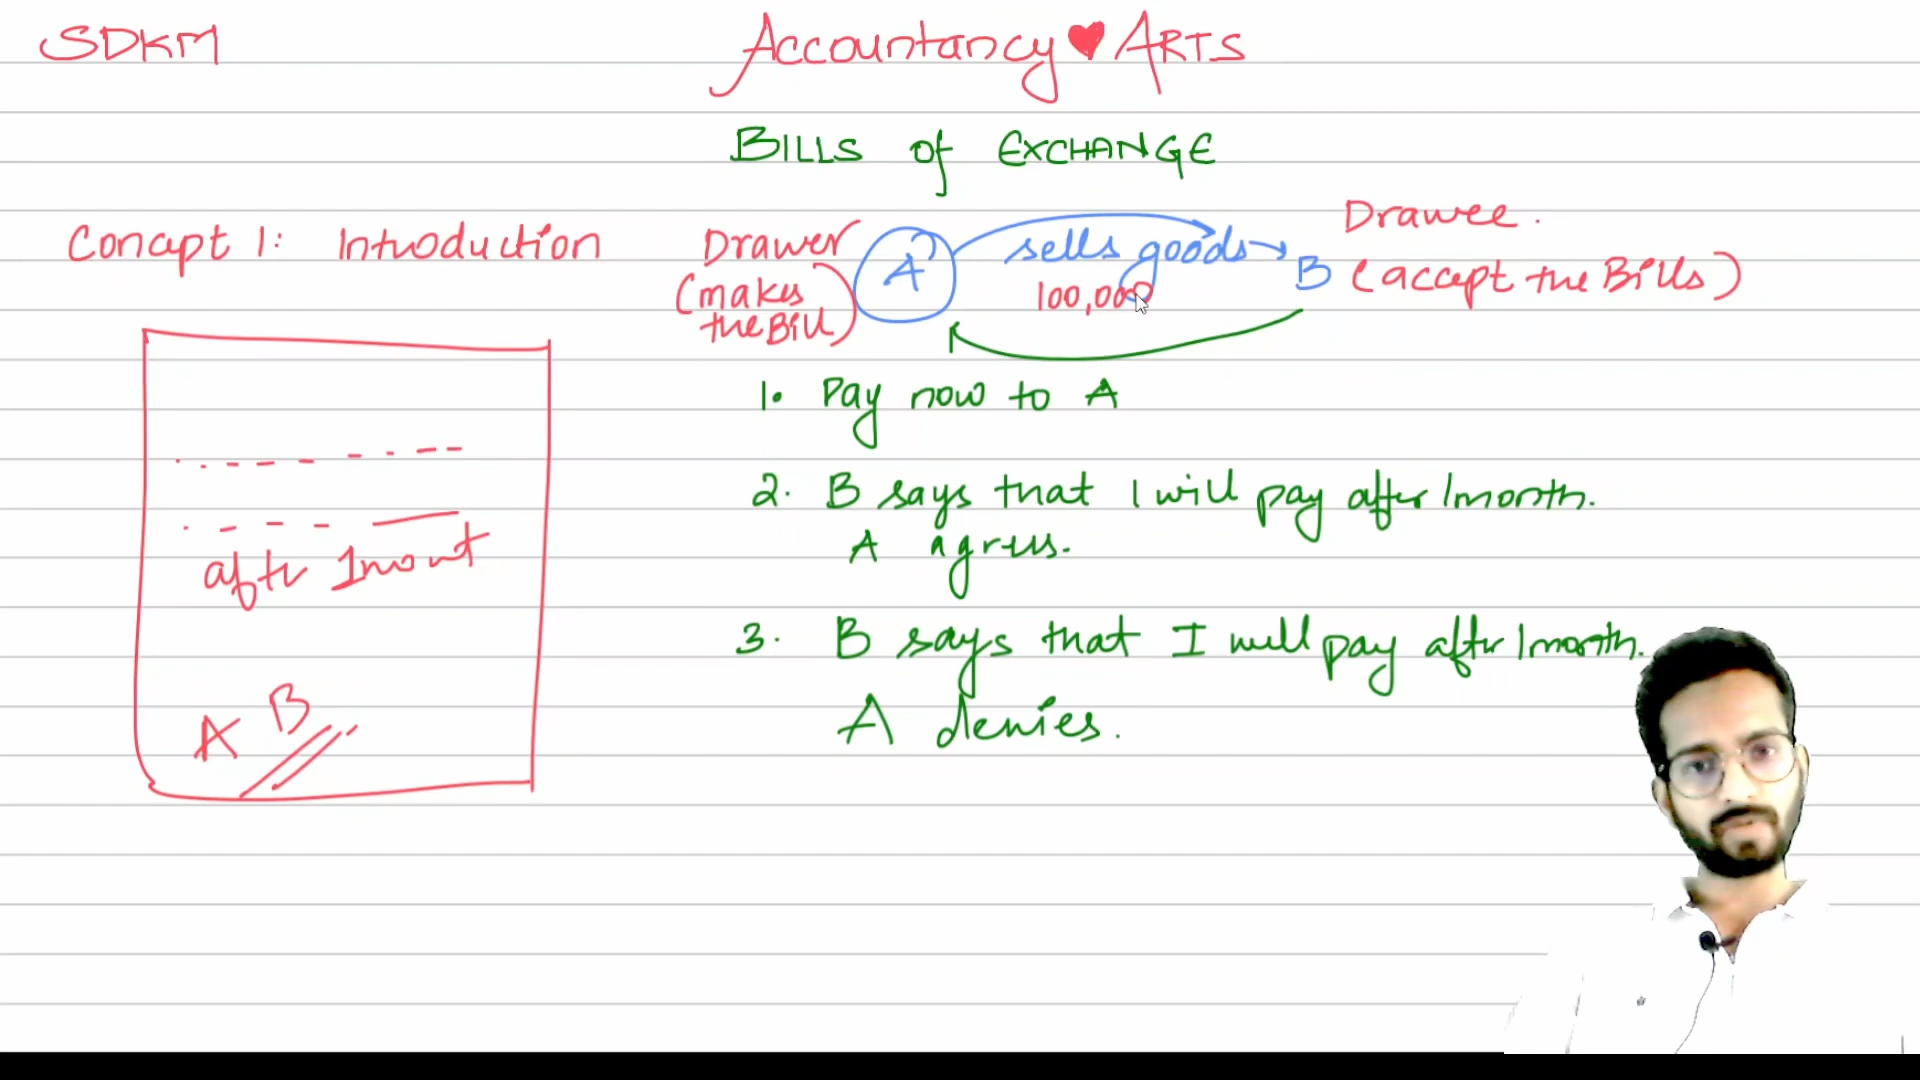 SDKM
Accountancy ♥ ARTS
BILLS of EXCHANGE
Concept 1: Introduction
Drawer
(makes
the Bill)
A
sells goods
100,000
B
Drawee.
(accept the Bills)
1. Pay now to A
2. B says that I will pay after 1 month.
A agrees.
3. B says that I will pay after 1 month.
A denies.
after 1 mont
A B